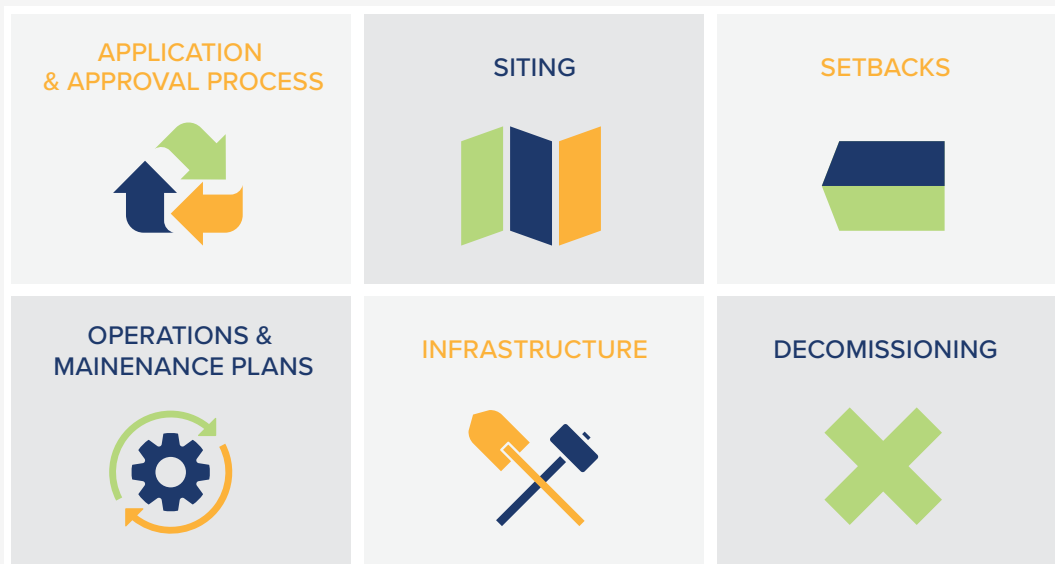 APPLICATION
& APPROVAL PROCESS
SITING
SETBACKS
OPERATIONS &
MAINENANCE PLANS
INFRASTRUCTURE
DECOMISSIONING